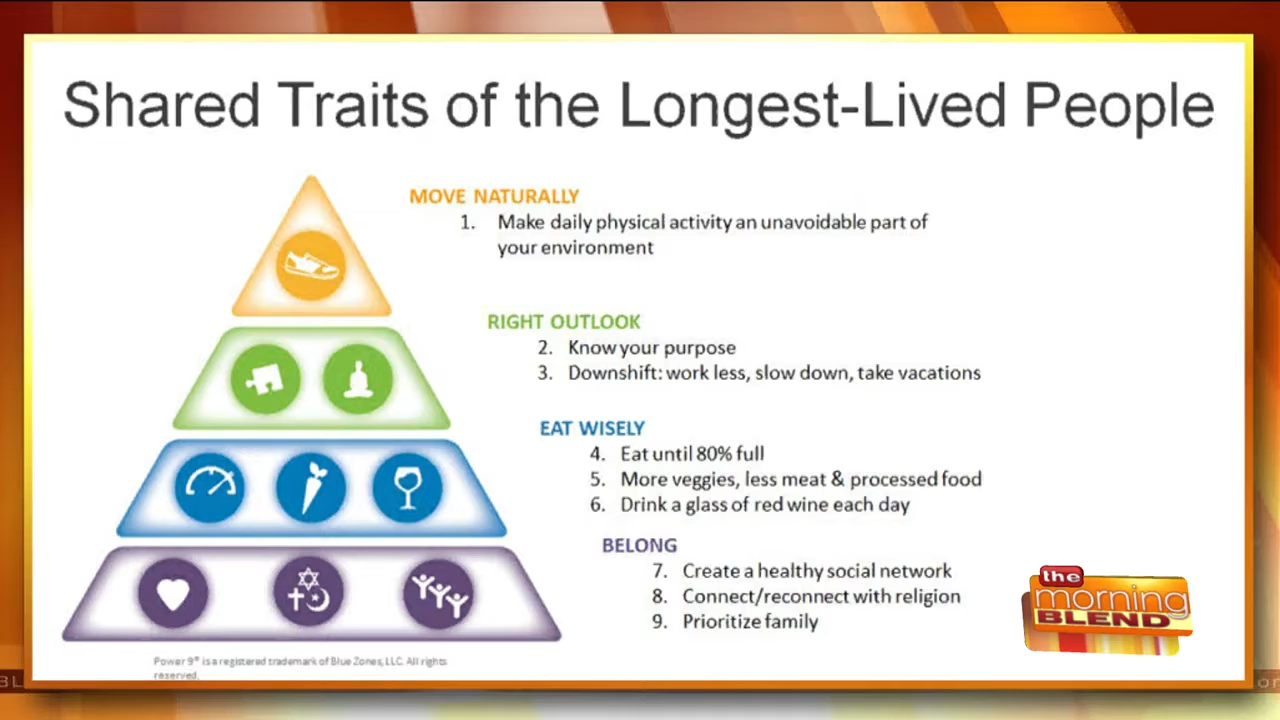 Shared Traits of the Longest-Lived People
MOVE NATURALLY
1. Make daily physical activity an unavoidable part of
your environment
RIGHT OUTLOOK
2. Know your purpose
3. Downshift: work less, slow down, take vacations
EAT WISELY
4. Eat until 80% full
5. More veggies, less meat & processed food
6. Drink a glass of red wine each day
BELONG
7. Create a healthy social network
8. Connect/reconnect with religion
9. Prioritize family
the
morning
BLEND
Power 9® is a registered trademark of Blue Zones, LLC. All rights
reserved.